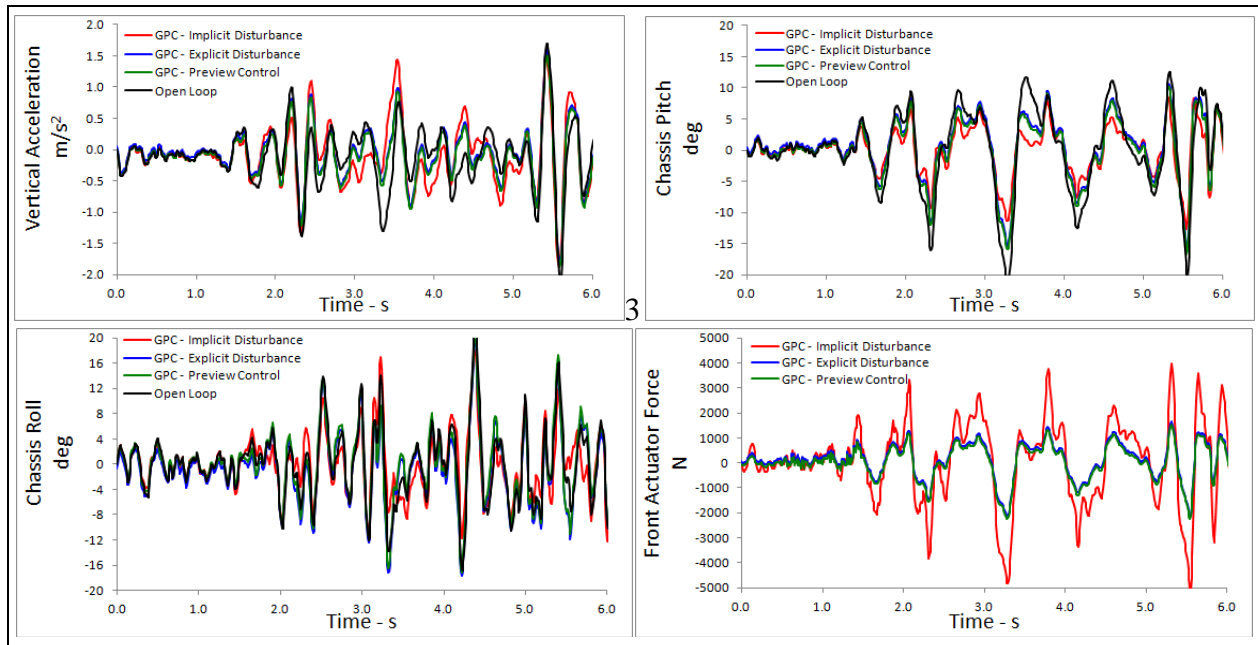 Vertical Acceleration
m/s²
2.0
1.5
1.0
0.5
0.0
-0.5
-1.0
-1.5
-2.0
GPC - Implicit Disturbance
GPC - Explicit Disturbance
GPC - Preview Control
Open Loop
0.0 1.0 2.0 3.0 4.0 5.0 6.0
Time - s
Chassis Pitch
deg
20
15
10
5
0
-5
-10
-15
-20
GPC - Implicit Disturbance
GPC - Explicit Disturbance
GPC - Preview Control
Open Loop
0.0 1.0 2.0 3.0 4.0 5.0 6.0
Time - s
3
Chassis Roll
deg
20
16
12
8
4
0
-4
-8
-12
-16
-20
GPC - Implicit Disturbance
GPC - Explicit Disturbance
GPC - Preview Control
Open Loop
0.0 1.0 2.0 3.0 4.0 5.0 6.0
Time - s
Front Actuator Force
N
5000
4000
3000
2000
1000
0
-1000
-2000
-3000
-4000
-5000
GPC - Implicit Disturbance
GPC - Explicit Disturbance
GPC - Preview Control
0.0 1.0 2.0 3.0 4.0 5.0 6.0
Time - s